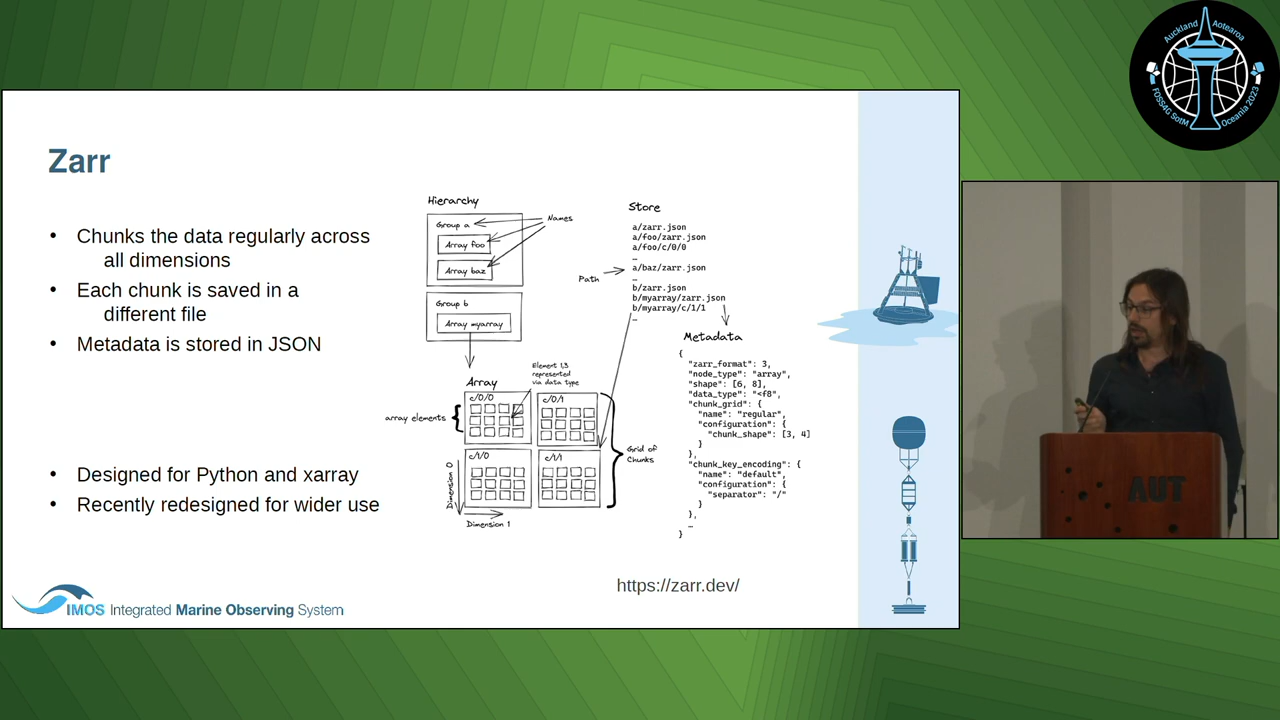 Auckland Aotearoa
FOSS4G SotM Oceania 2023
Zarr
• Chunks the data regularly across
all dimensions
• Each chunk is saved in a
different file
• Metadata is stored in JSON
• Designed for Python and xarray
• Recently redesigned for wider use
Hierarchy
Names
Group a
Array foo
Array baz
Group b
Array myarray
Store
a/zarr.json
a/foo/zarr.json
a/foo/c/0/0
…
Path
a/baz/zarr.json
…
b/zarr.json
b/myarray/zarr.json
b/myarray/c/1/1
…
Array
Element 1,3
represented
via data type
array elements
c/0/0
c/0/1
c/1/0
c/1/1
Grid of
Chunks
Dimension 0
Dimension 1
Metadata
{
"zarr_format": 3,
"node_type": "array",
"shape": [6, 8],
"data_type": "<f8",
"chunk_grid": {
"name": "regular",
"configuration": {
"chunk_shape": [3, 4]
}
},
"chunk_key_encoding": {
"name": "default",
"configuration": {
"separator": "/"
}
},
…
}
https://zarr.dev/
IMOS Integrated Marine Observing System
AUT